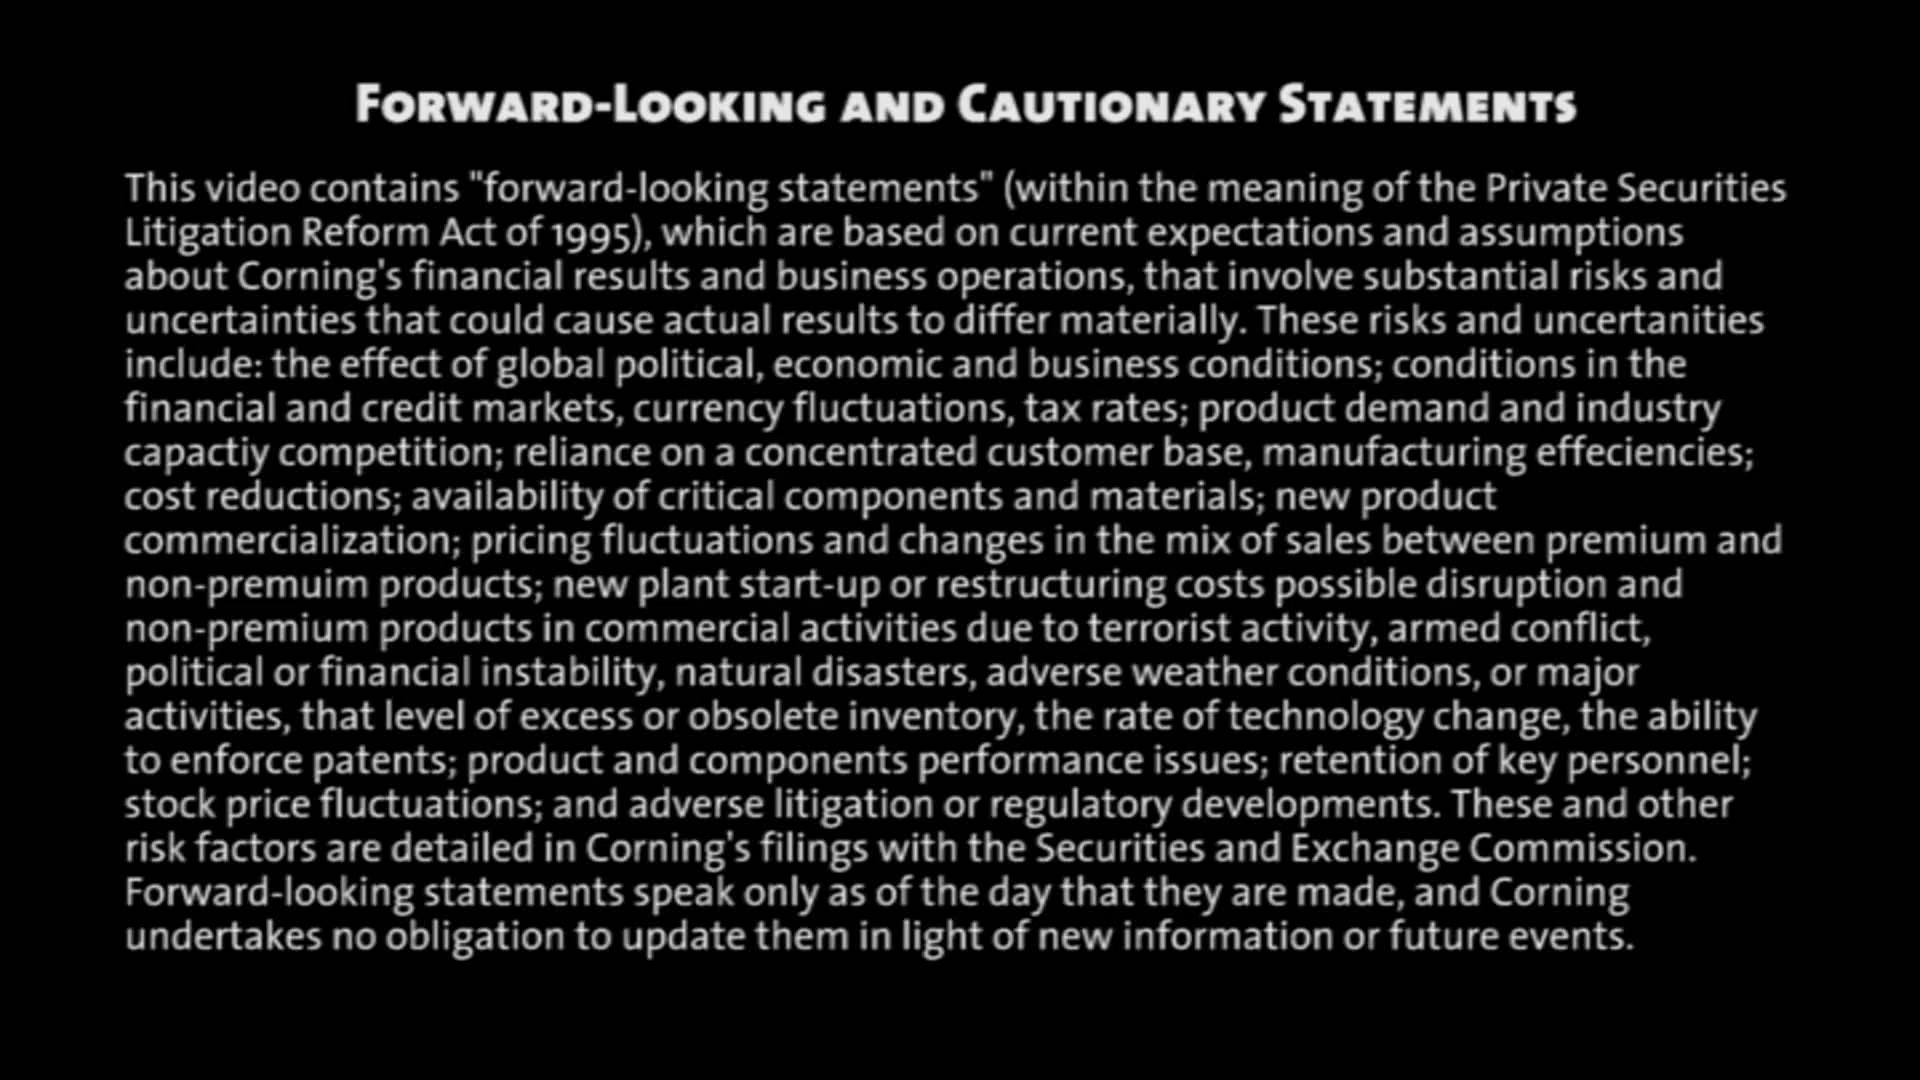 Forward-Looking and Cautionary Statements
This video contains "forward-looking statements" (within the meaning of the Private Securities
Litigation Reform Act of 1995), which are based on current expectations and assumptions
about Corning's financial results and business operations, that involve substantial risks and
uncertainties that could cause actual results to differ materially. These risks and uncertanities
include: the effect of global political, economic and business conditions; conditions in the
financial and credit markets, currency fluctuations, tax rates; product demand and industry
capactiy competition; reliance on a concentrated customer base, manufacturing effeciencies;
cost reductions; availability of critical components and materials; new product
commercialization; pricing fluctuations and changes in the mix of sales between premium and
non-premuim products; new plant start-up or restructuring costs possible disruption and
non-premium products in commercial activities due to terrorist activity, armed conflict,
political or financial instability, natural disasters, adverse weather conditions, or major
activities, that level of excess or obsolete inventory, the rate of technology change, the ability
to enforce patents; product and components performance issues; retention of key personnel;
stock price fluctuations; and adverse litigation or regulatory developments. These and other
risk factors are detailed in Corning's filings with the Securities and Exchange Commission.
Forward-looking statements speak only as of the day that they are made, and Corning
undertakes no obligation to update them in light of new information or future events.